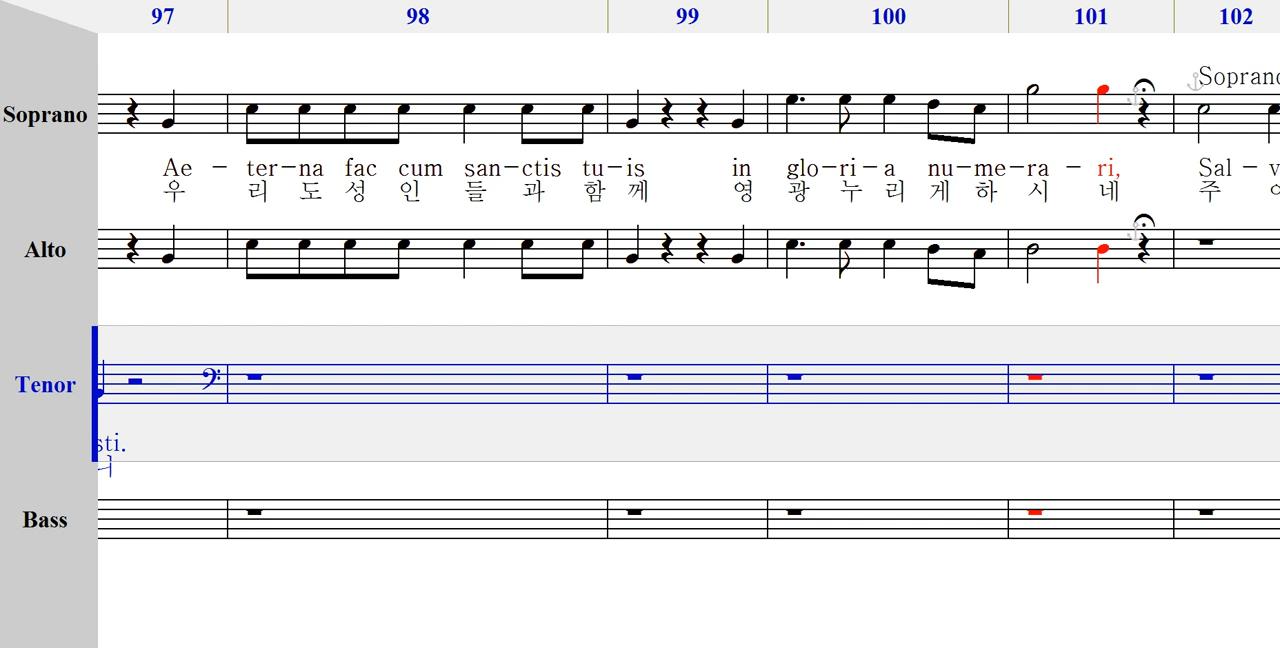 97 98 99 100 101 102
Soprano
Soprano
Ae – ter–na fac cum san–ctis tu–is in glo–ri–a nu–me–ra – ri, Sal –
우 리 도 성 인 들 과 함 께 영 광 누 리 게 하 시 네 주
Alto
Tenor
sti.
Bass